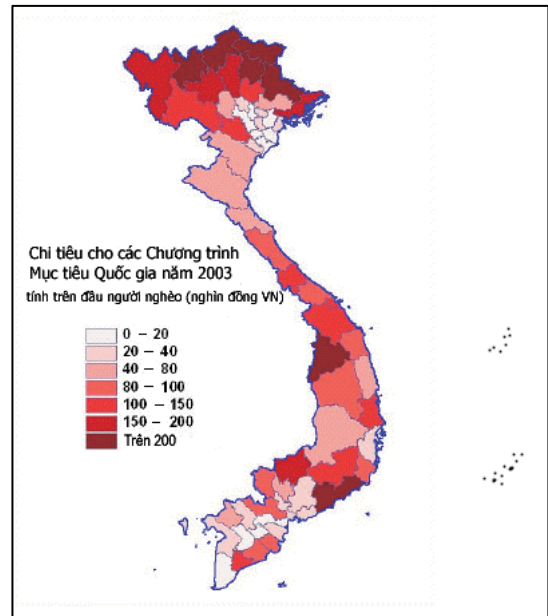 Chi tiêu cho các Chương trình
Mục tiêu Quốc gia năm 2003
tính trên đầu người nghèo (nghìn đồng VN)
0 – 20
20 – 40
40 – 80
80 – 100
100 – 150
150 – 200
Trên 200